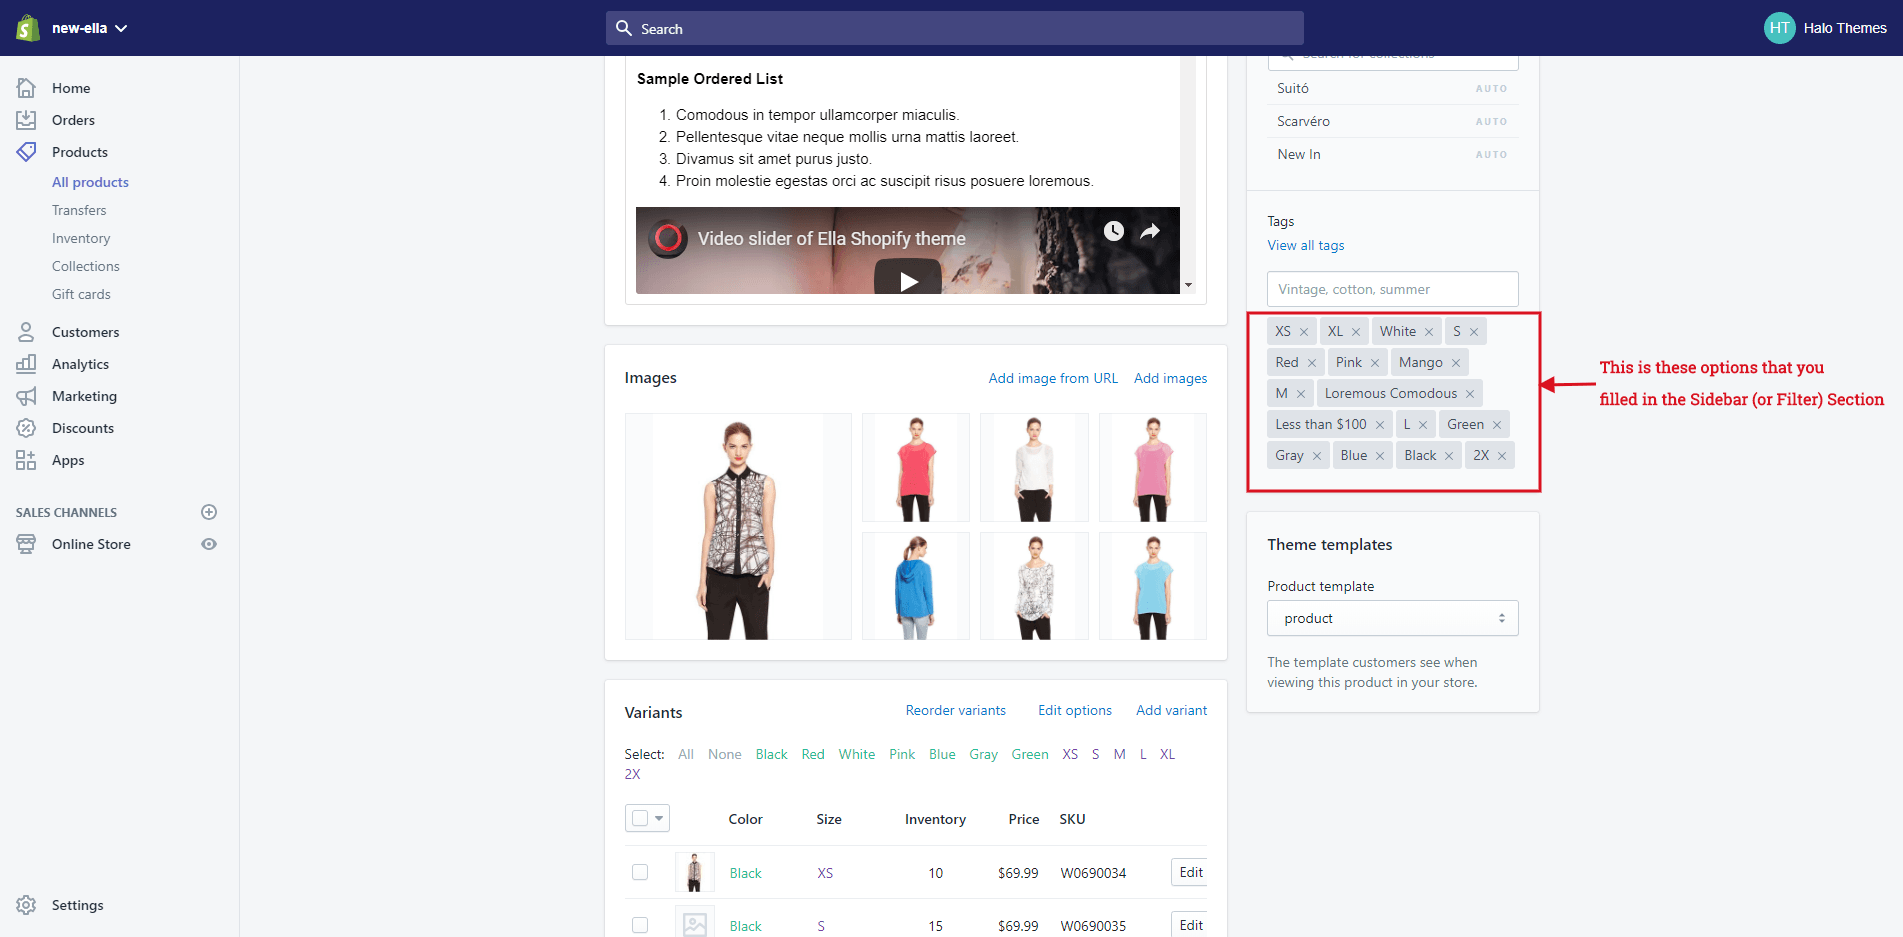 new-ella
Search
HT
Halo Themes
Home
Orders
Products
All products
Transfers
Inventory
Collections
Gift cards
Customers
Analytics
Marketing
Discounts
Apps
SALES CHANNELS
Online Store
Settings
Sample Ordered List
1. Comodous in tempor ullamcorper miaculis.
2. Pellentesque vitae neque mollis urna mattis laoreet.
3. Divamus sit amet purus justo.
4. Proin molestie egestas orci ac suscipit risus posuere loremous.
Video slider of Ella Shopify theme
Images
Add image from URL Add images
Variants
Reorder variants Edit options Add variant
Select: All None Black Red White Pink Blue Gray Green XS S M L XL
2X
Color Size Inventory Price SKU
Black XS 10 $69.99 W0690034 Edit
Black S 15 $69.99 W0690035 Edit
Search for collections
Suitó AUTO
Scarvéro AUTO
New In AUTO
Tags
View all tags
Vintage, cotton, summer
XS × XL × White × S ×
Red × Pink × Mango ×
M × Loremous Comodous ×
Less than $100 × L × Green ×
Gray × Blue × Black × 2X ×
Theme templates
Product template
product
The template customers see when
viewing this product in your store.
This is these options that you
filled in the Sidebar (or Filter) Section